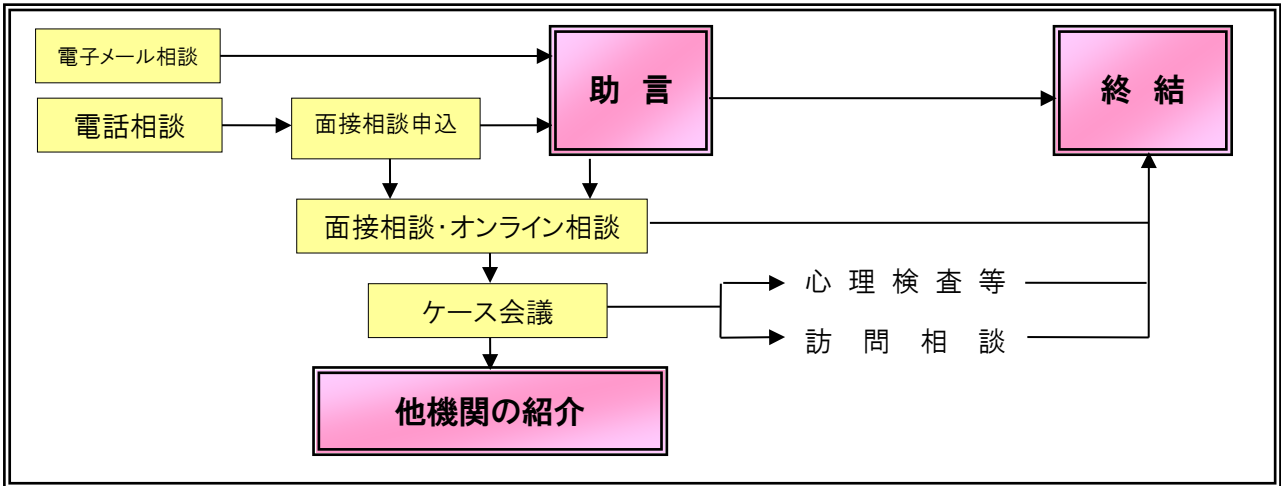 電子メール相談
助 言
終 結
電話相談
面接相談申込
面接相談・オンライン相談
心 理 検 査 等
ケース会議
訪 問 相 談
他機関の紹介